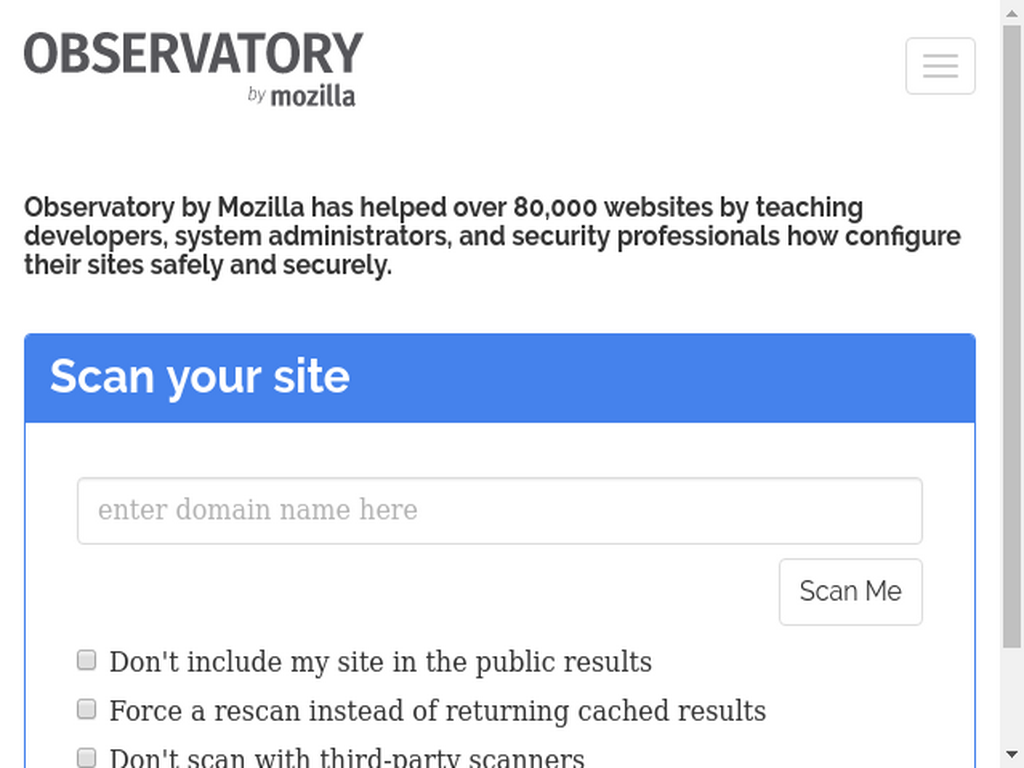 OBSERVATORY
by mozilla
Observatory by Mozilla has helped over 80,000 websites by teaching
developers, system administrators, and security professionals how configure
their sites safely and securely.
Scan your site
enter domain name here
Scan Me
Don't include my site in the public results
Force a rescan instead of returning cached results
Don't scan with third-party scanners